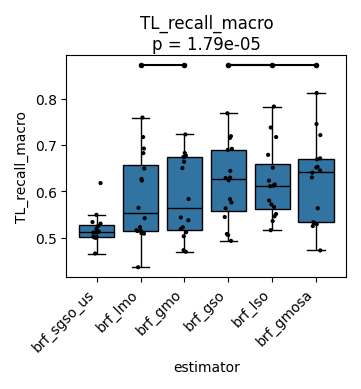 TL_recall_macro
p = 1.79e-05
TL_recall_macro
0.8
0.7
0.6
0.5
brf_sgso_us
brf_lmo
brf_gmo
brf_gso
brf_lso
brf_gmosa
estimator